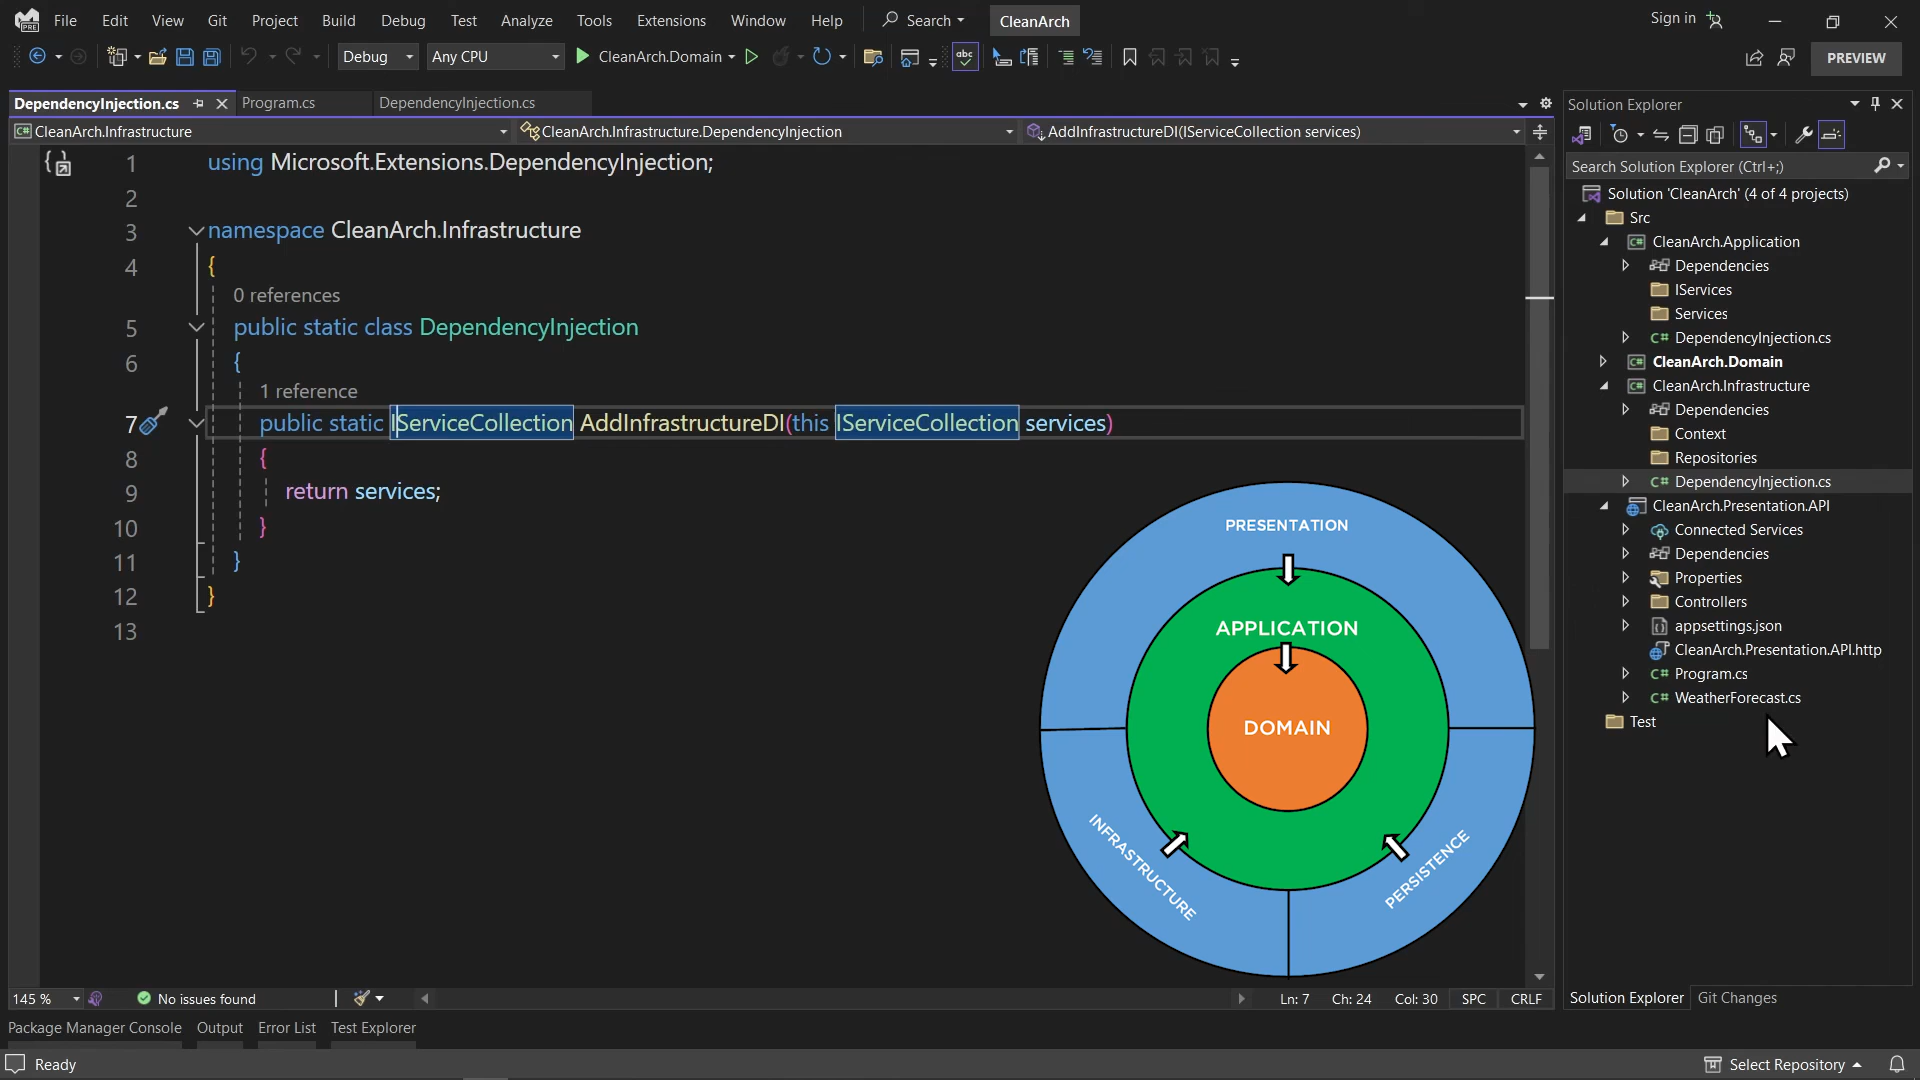 File Edit View Git Project Build Debug Test Analyze Tools Extensions Window Help Search CleanArch Sign in
PRE
Debug Any CPU CleanArch.Domain abc PREVIEW
DependencyInjection.cs Program.cs DependencyInjection.cs
CleanArch.Infrastructure CleanArch.Infrastructure.DependencyInjection AddInfrastructureDI(IServiceCollection services)
1 using Microsoft.Extensions.DependencyInjection;
2
3 namespace CleanArch.Infrastructure
4 {
0 references
5 public static class DependencyInjection
6 {
1 reference
7 public static IServiceCollection AddInfrastructureDI(this IServiceCollection services)
8 {
9 return services;
10 }
11 }
12 }
13
PRESENTATION
APPLICATION
DOMAIN
INFRASTRUCTURE
PERSISTENCE
Solution Explorer
Search Solution Explorer (Ctrl+;)
Solution 'CleanArch' (4 of 4 projects)
Src
C# CleanArch.Application
Dependencies
IServices
Services
C# DependencyInjection.cs
C# CleanArch.Domain
C# CleanArch.Infrastructure
Dependencies
Context
Repositories
C# DependencyInjection.cs
CleanArch.Presentation.API
Connected Services
Dependencies
Properties
Controllers
appsettings.json
CleanArch.Presentation.API.http
C# Program.cs
C# WeatherForecast.cs
Test
145 % No issues found Ln: 7 Ch: 24 Col: 30 SPC CRLF
Solution Explorer Git Changes
Package Manager Console Output Error List Test Explorer
Ready Select Repository